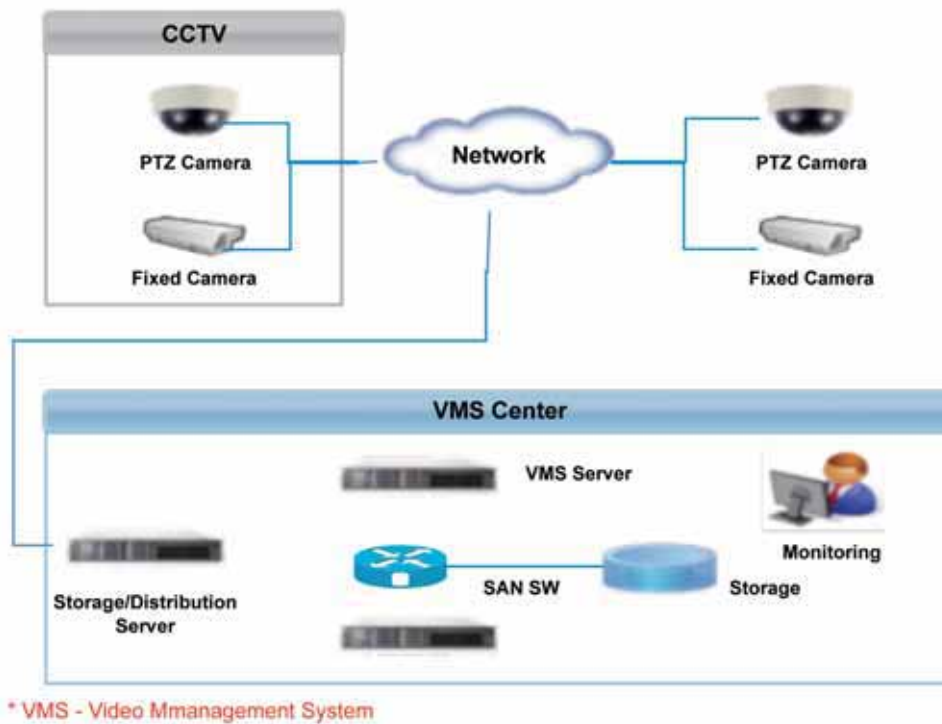 CCTV
PTZ Camera
Fixed Camera
Network
PTZ Camera
Fixed Camera
VMS Center
VMS Server
Monitoring
SAN SW
Storage
Storage/Distribution
Server
* VMS - Video Mmanagement System